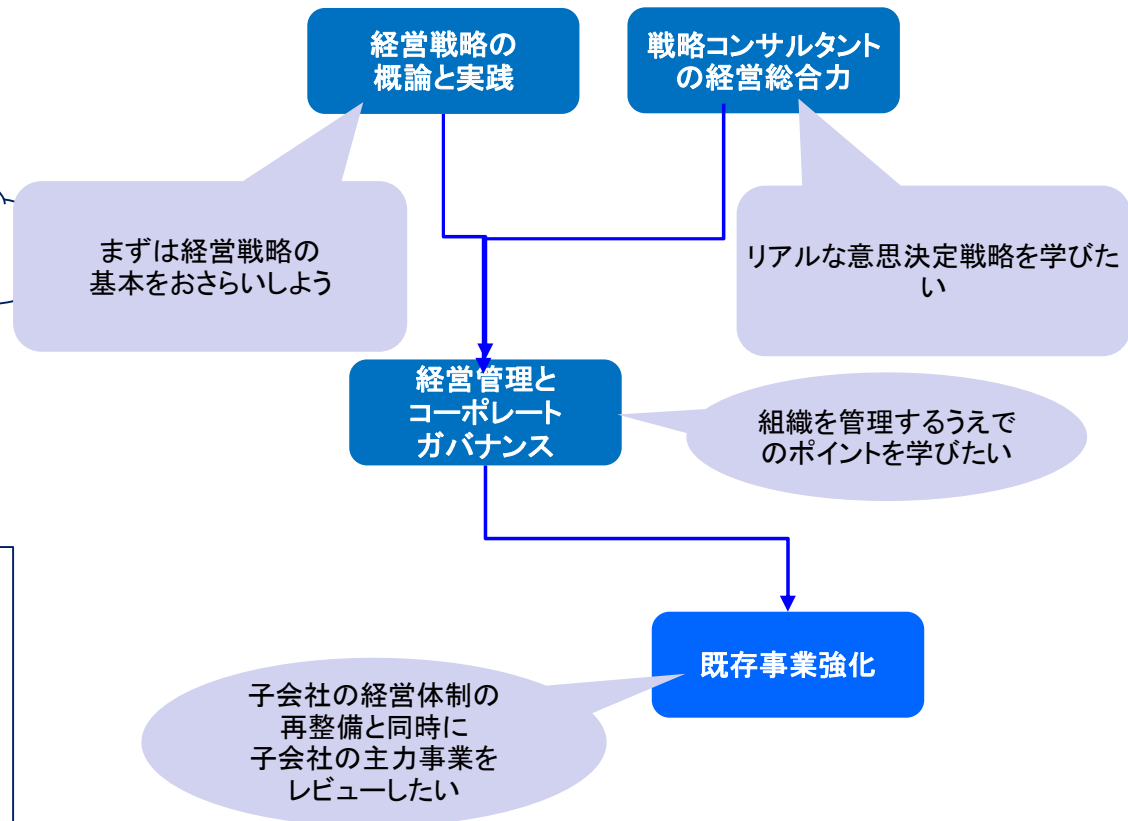 経営戦略の
概論と実践
戦略コンサルタント
の経営総合力
まずは経営戦略の
基本をおさらいしよう
リアルな意思決定戦略を学びた
い
経営管理と
コーポレート
ガバナンス
組織を管理するうえで
のポイントを学びたい
既存事業強化
子会社の経営体制の
再整備と同時に
子会社の主力事業を
レビューしたい